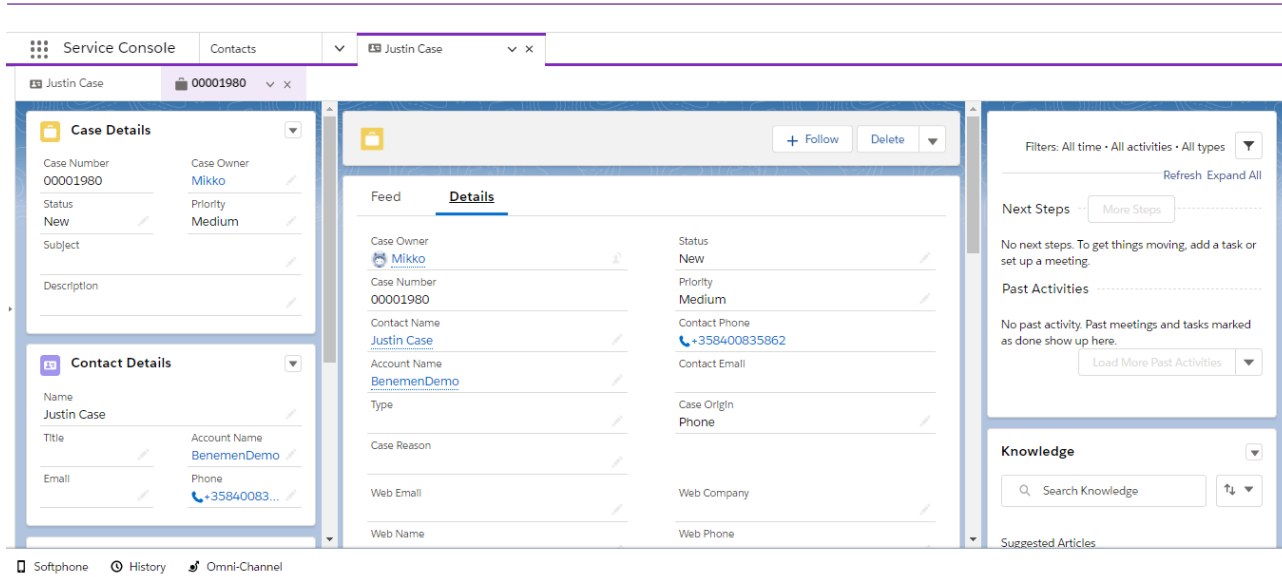 Service Console
Contacts
Justin Case
Justin Case
00001980
Case Details
Case Number
Case Owner
00001980
Mikko
Status
Priority
New
Medium
Subject
Description
Contact Details
Name
Justin Case
Title
Account Name
BenemenDemo
Email
Phone
+35840083...
+ Follow
Delete
Feed
Details
Case Owner
Status
Mikko
New
Case Number
Priority
00001980
Medium
Contact Name
Contact Phone
Justin Case
+358400835862
Account Name
Contact Email
BenemenDemo
Type
Case Origin
Phone
Case Reason
Web Email
Web Company
Web Name
Web Phone
Filters: All time • All activities • All types
Refresh Expand All
Next Steps
More Steps
No next steps. To get things moving, add a task or
set up a meeting.
Past Activities
No past activity. Past meetings and tasks marked
as done show up here.
Load More Past Activities
Knowledge
Search Knowledge
Suggested Articles
Softphone
History
Omni-Channel